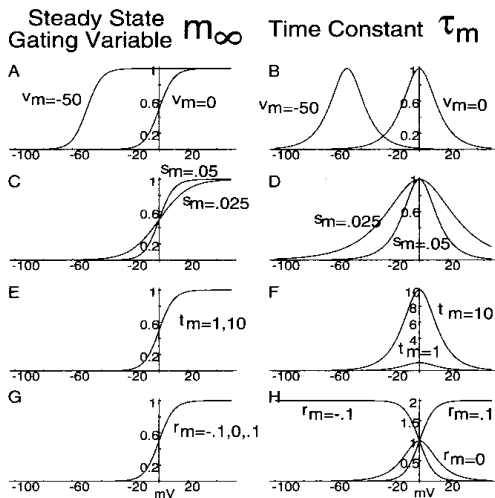 Steady State
Gating Variable m∞
Time Constant τm
A
1
vm=-50
vm=0
0.6
0.2
-100 -60 -20 20
B
1
vm=-50
vm=0
0.6
0.2
-100 -60 -20 20
C
1
sm=.05
sm=.025
0.6
0.2
-100 -60 -20 20
D
1
sm=.025
sm=.05
0.6
0.2
-100 -60 -20 20
E
1
tm=1,10
0.6
0.2
-100 -60 -20 20
F
10
8
6
4
2
tm=10
tm=1
-100 -60 -20 20
G
1
rm=-.1,0,.1
0.6
0.2
-100 -60 -20 20
mV
H
rm=-.1
2
rm=.1
1.5
1
rm=0
0.5
-100 -60 -20 20
mV